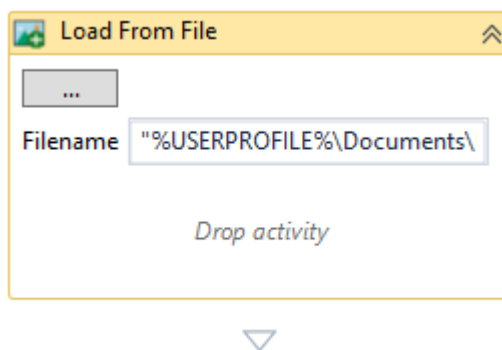 Load From File
...
Filename "%USERPROFILE%\Documents\
Drop activity